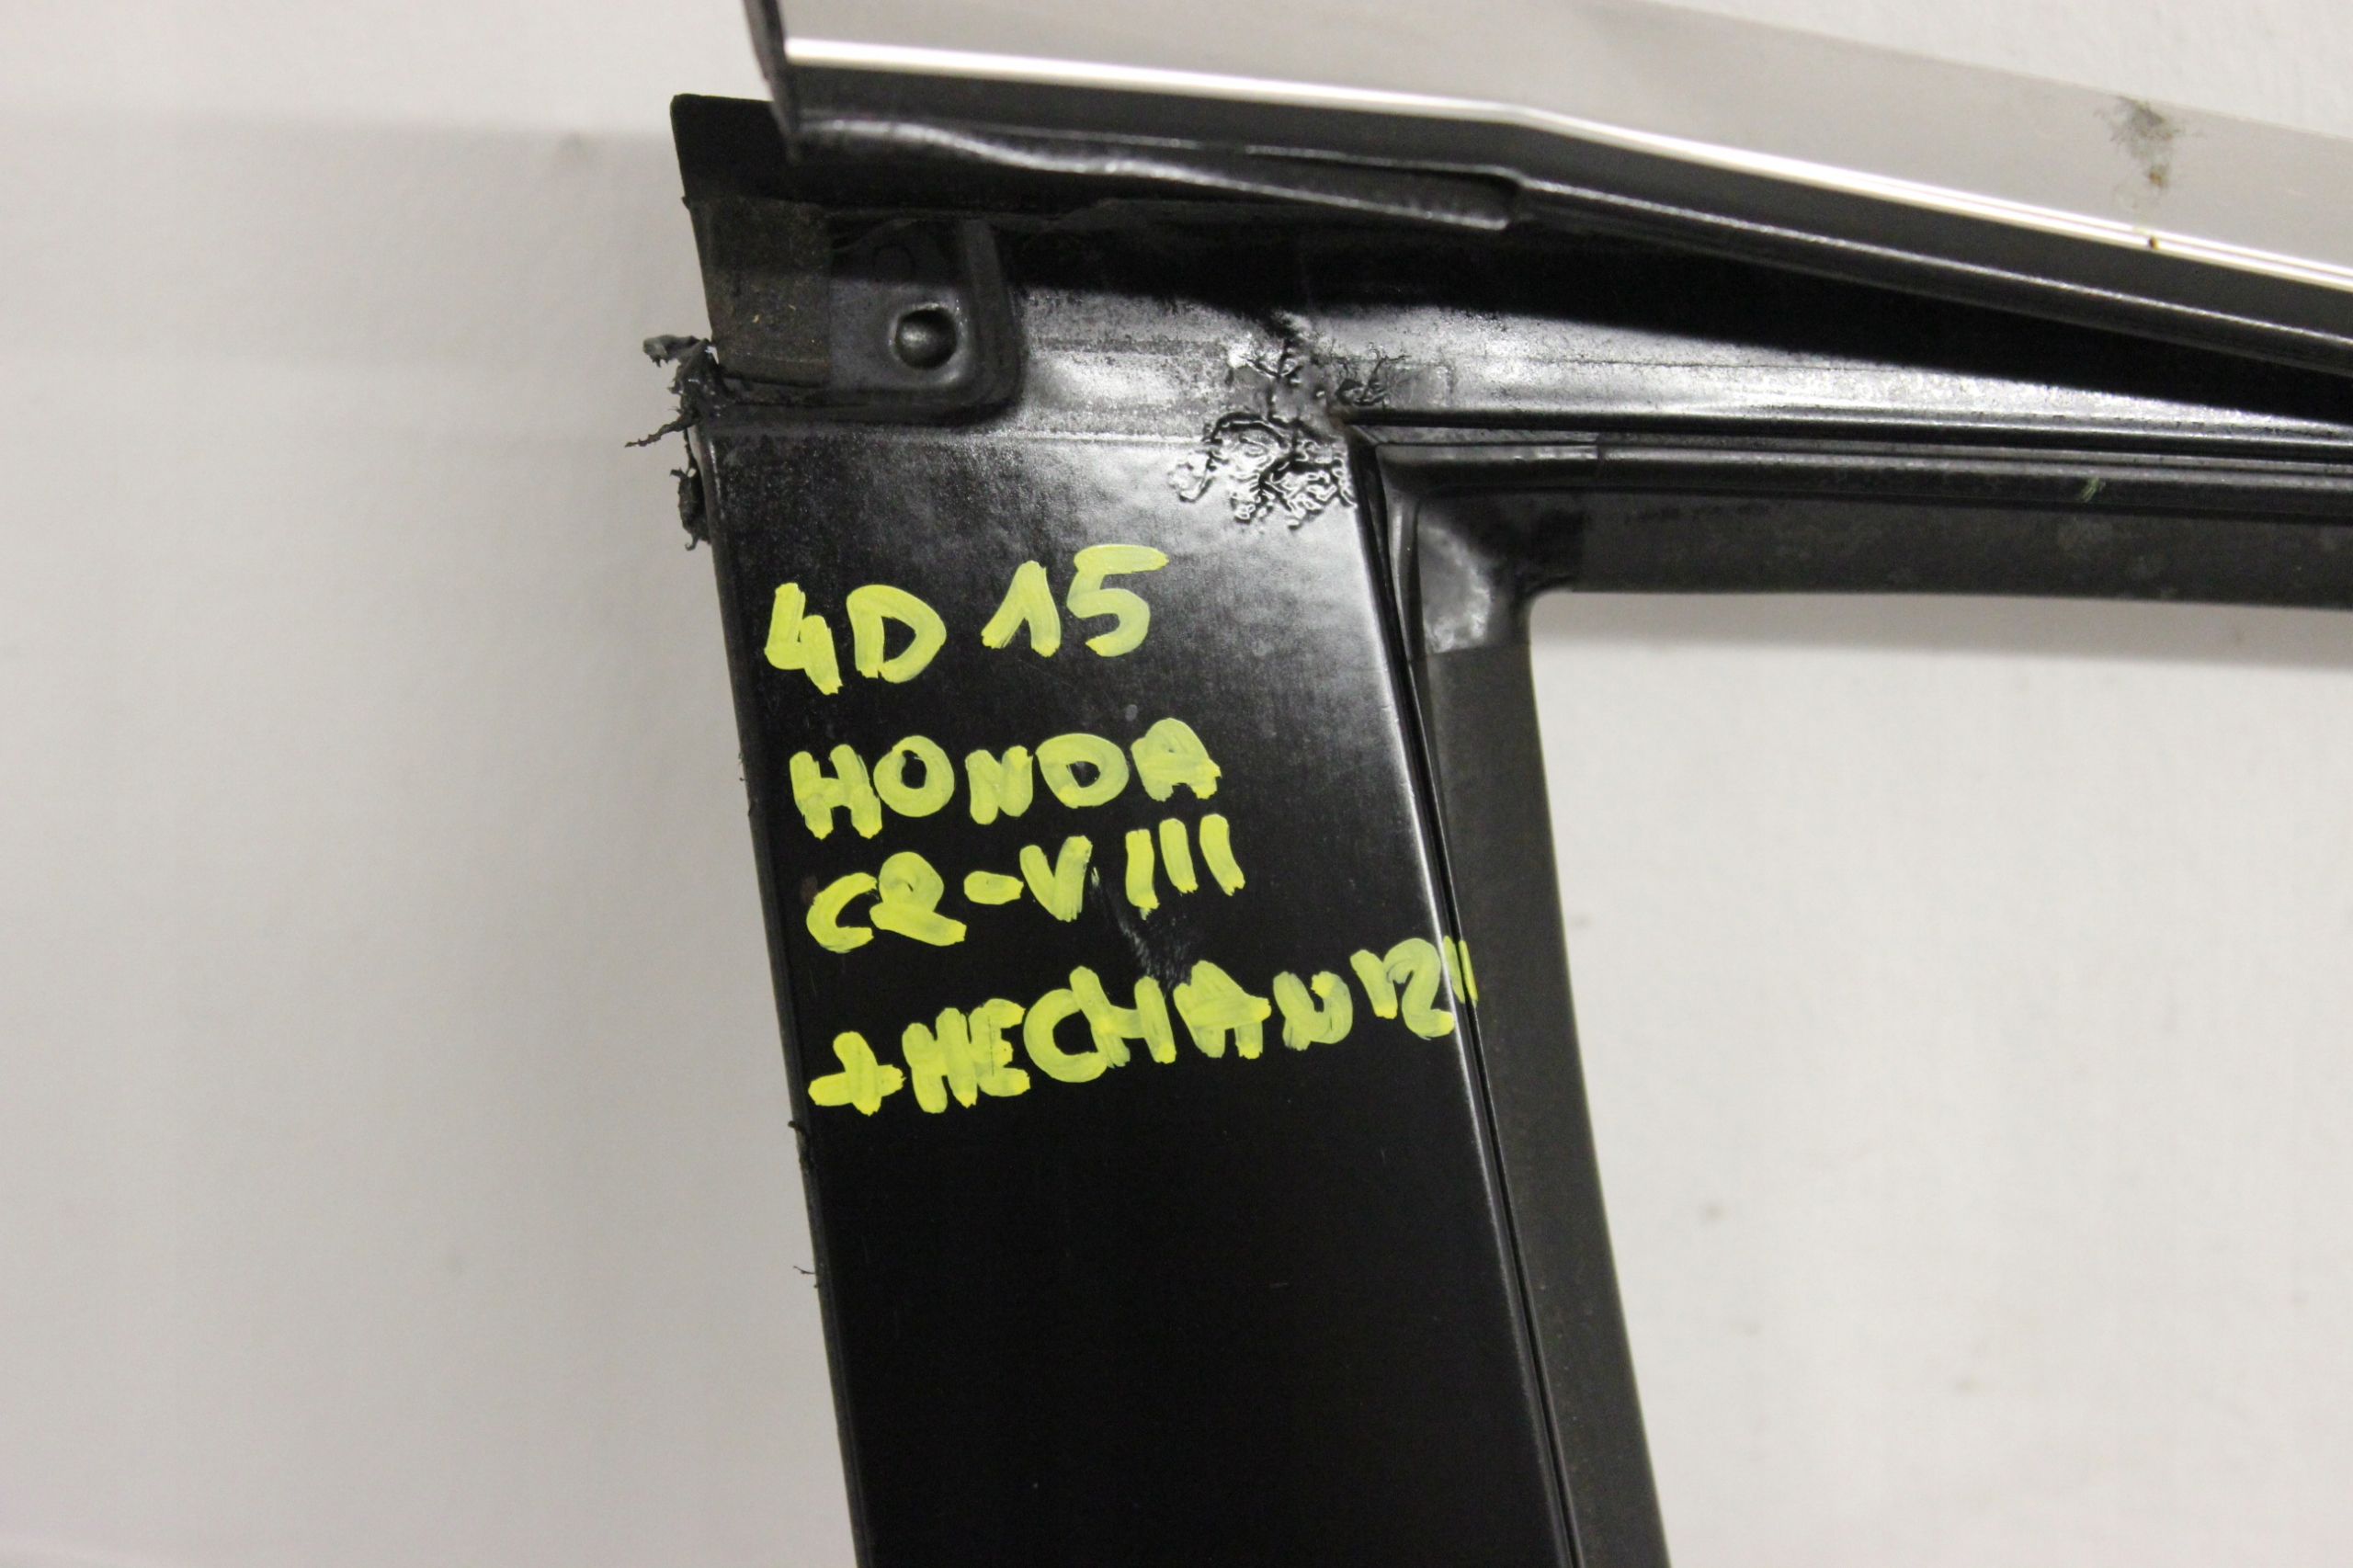 4D 15
HONDA
CR-V III
+MECHANIZM